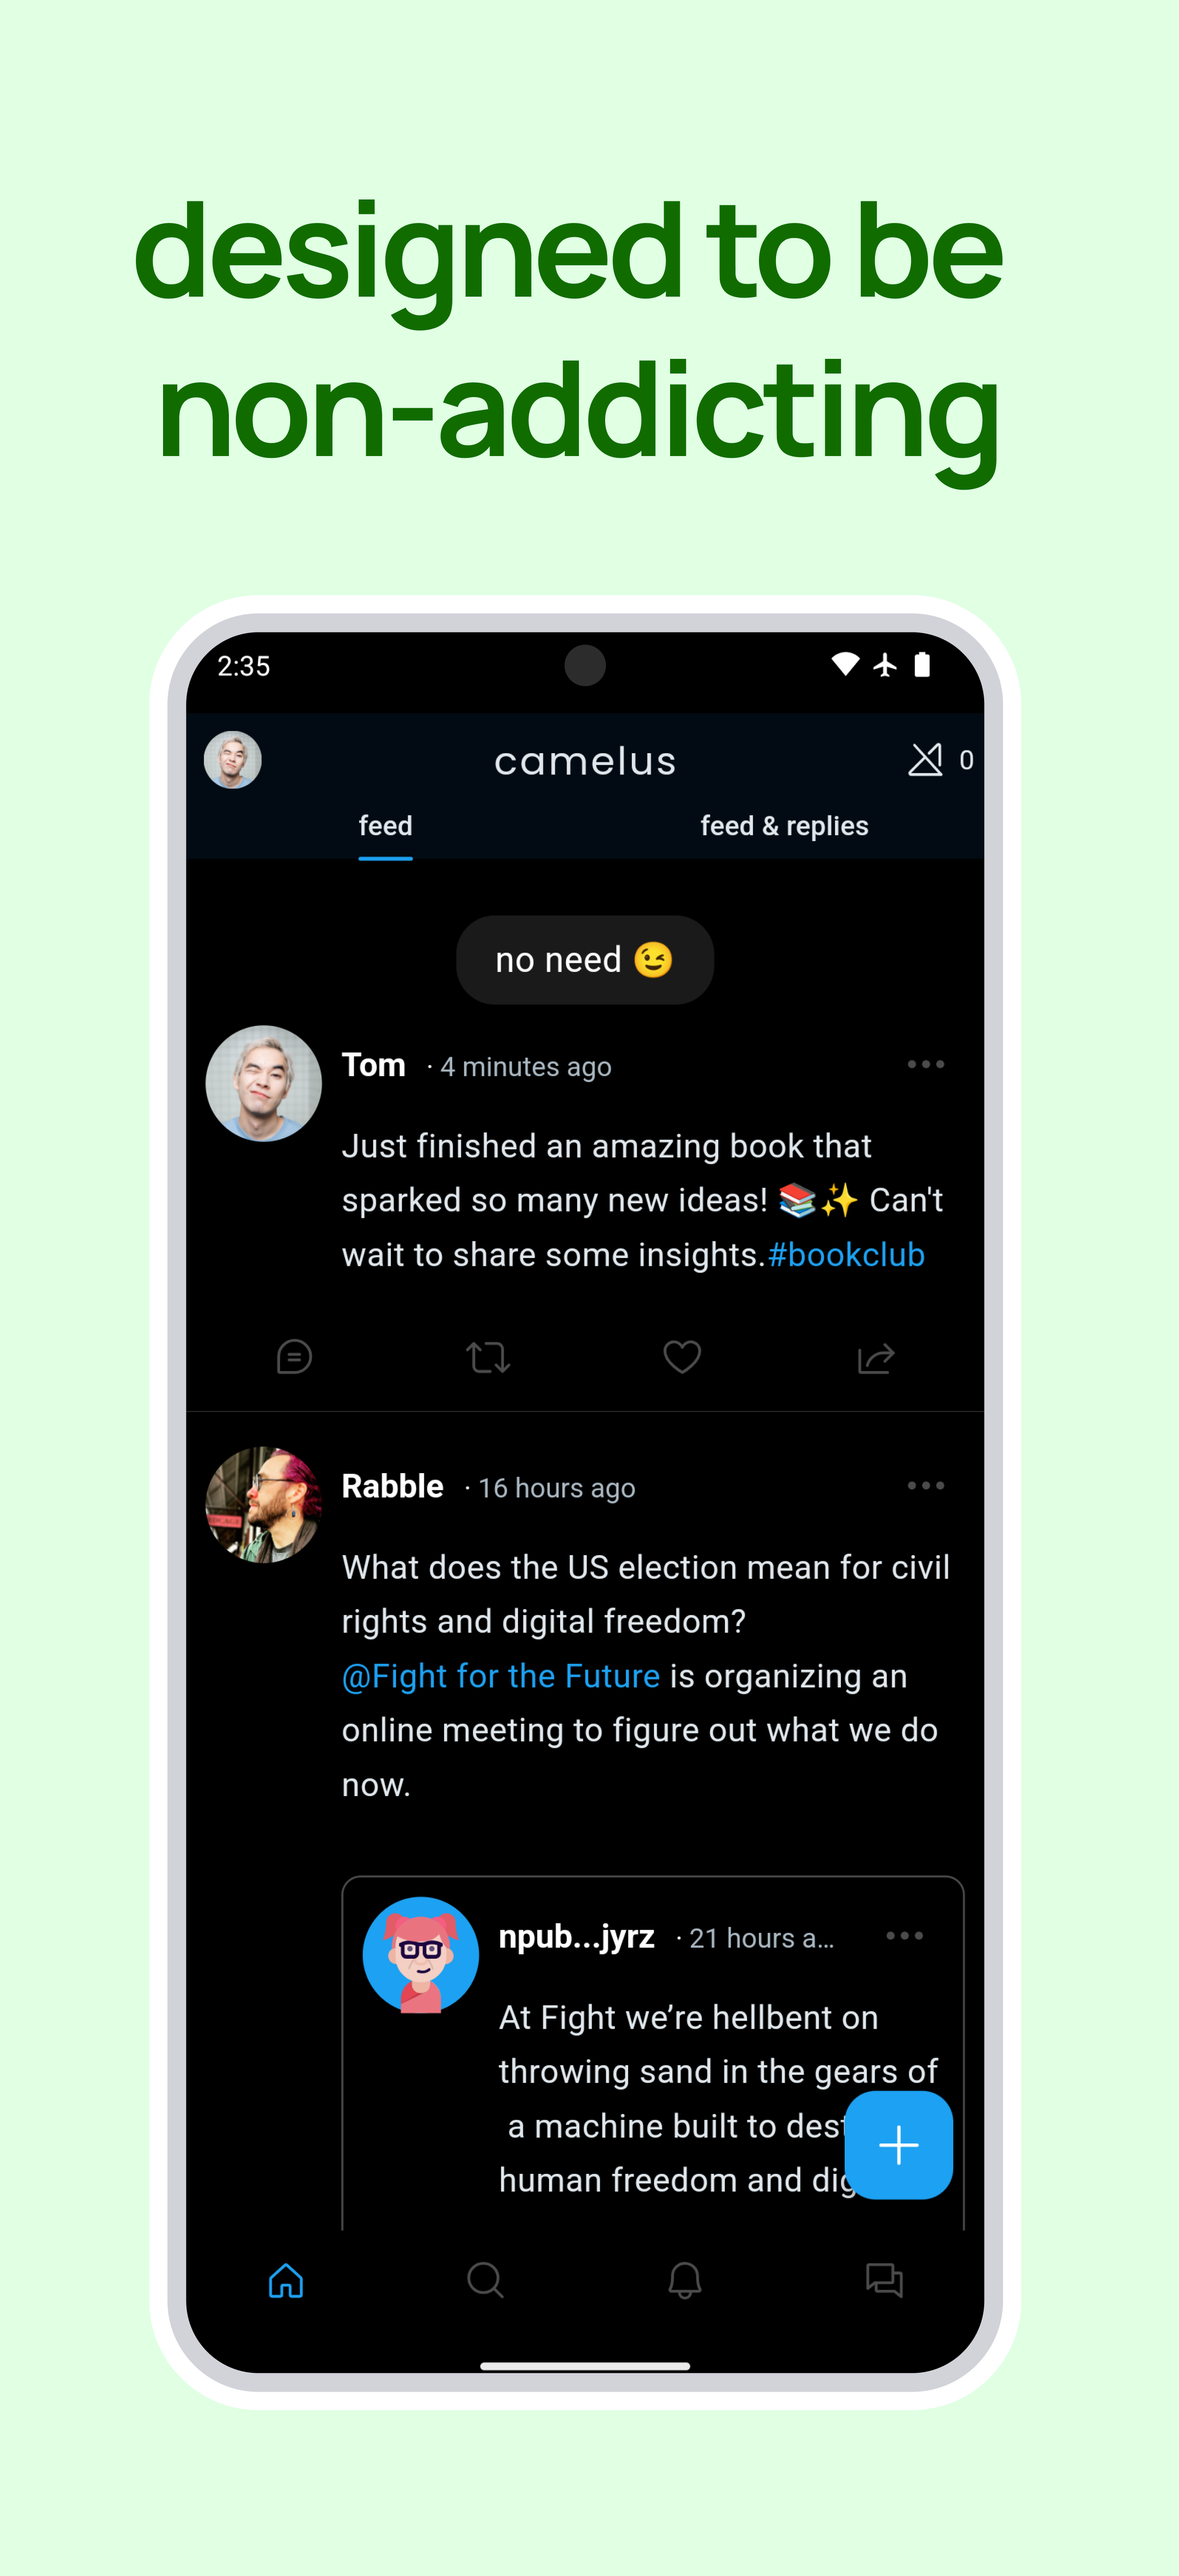 designed to be
non-addicting
2:35
camelus
0
feed
feed & replies
no need 😉
Tom · 4 minutes ago
Just finished an amazing book that
sparked so many new ideas! 📚✨ Can't
wait to share some insights.#bookclub
Rabble · 16 hours ago
What does the US election mean for civil
rights and digital freedom?
@Fight for the Future is organizing an
online meeting to figure out what we do
now.
npub...jyrz · 21 hours a...
At Fight we’re hellbent on
throwing sand in the gears of
a machine built to
human freedom and